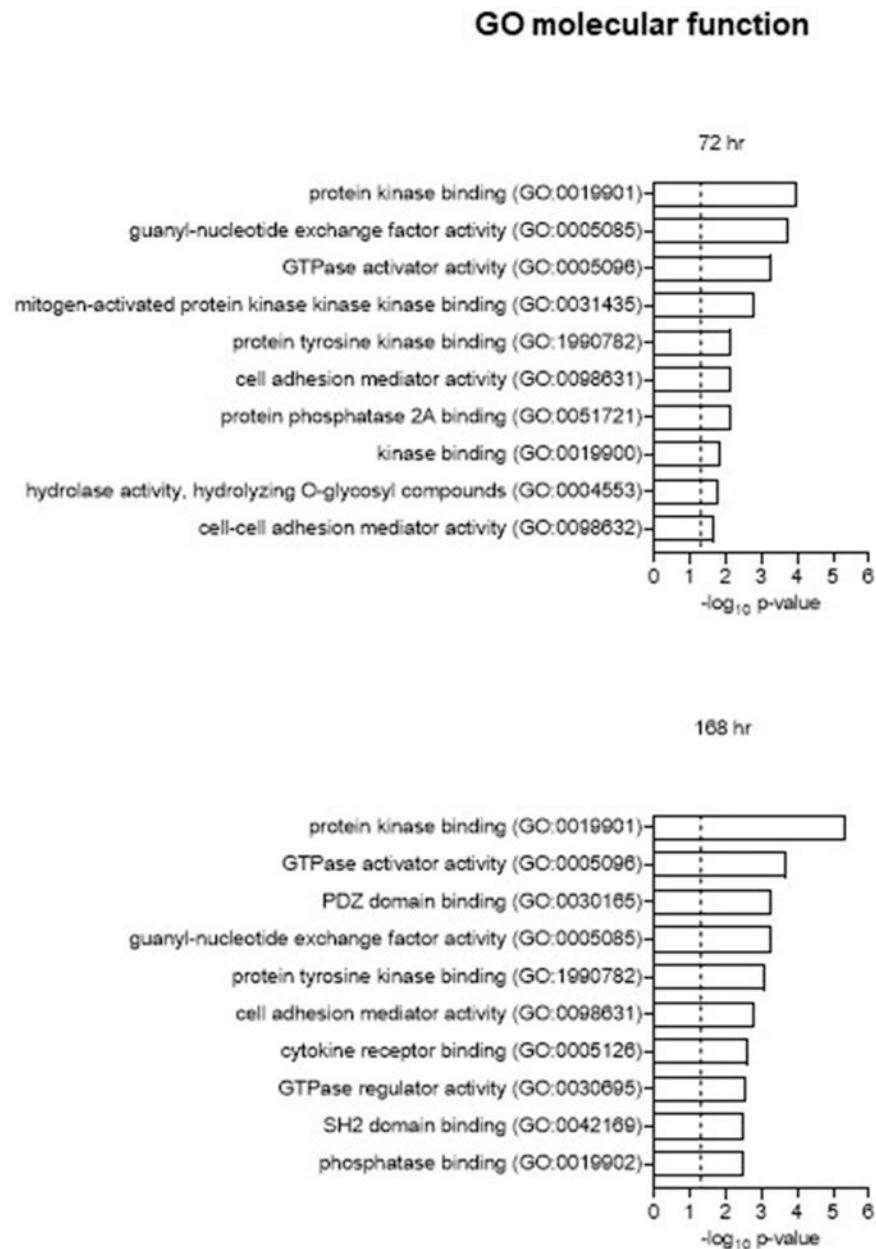 GO molecular function
72 hr
protein kinase binding (GO:0019901)
guanyl-nucleotide exchange factor activity (GO:0005085)
GTPase activator activity (GO:0005096)
mitogen-activated protein kinase kinase kinase binding (GO:0031435)
protein tyrosine kinase binding (GO:1990782)
cell adhesion mediator activity (GO:0098631)
protein phosphatase 2A binding (GO:0051721)
kinase binding (GO:0019900)
hydrolase activity, hydrolyzing O-glycosyl compounds (GO:0004553)
cell-cell adhesion mediator activity (GO:0098632)
0 1 2 3 4 5 6
-log₁₀ p-value
168 hr
protein kinase binding (GO:0019901)
GTPase activator activity (GO:0005096)
PDZ domain binding (GO:0030165)
guanyl-nucleotide exchange factor activity (GO:0005085)
protein tyrosine kinase binding (GO:1990782)
cell adhesion mediator activity (GO:0098631)
cytokine receptor binding (GO:0005126)
GTPase regulator activity (GO:0030695)
SH2 domain binding (GO:0042169)
phosphatase binding (GO:0019902)
0 1 2 3 4 5 6
-log₁₀ p-value